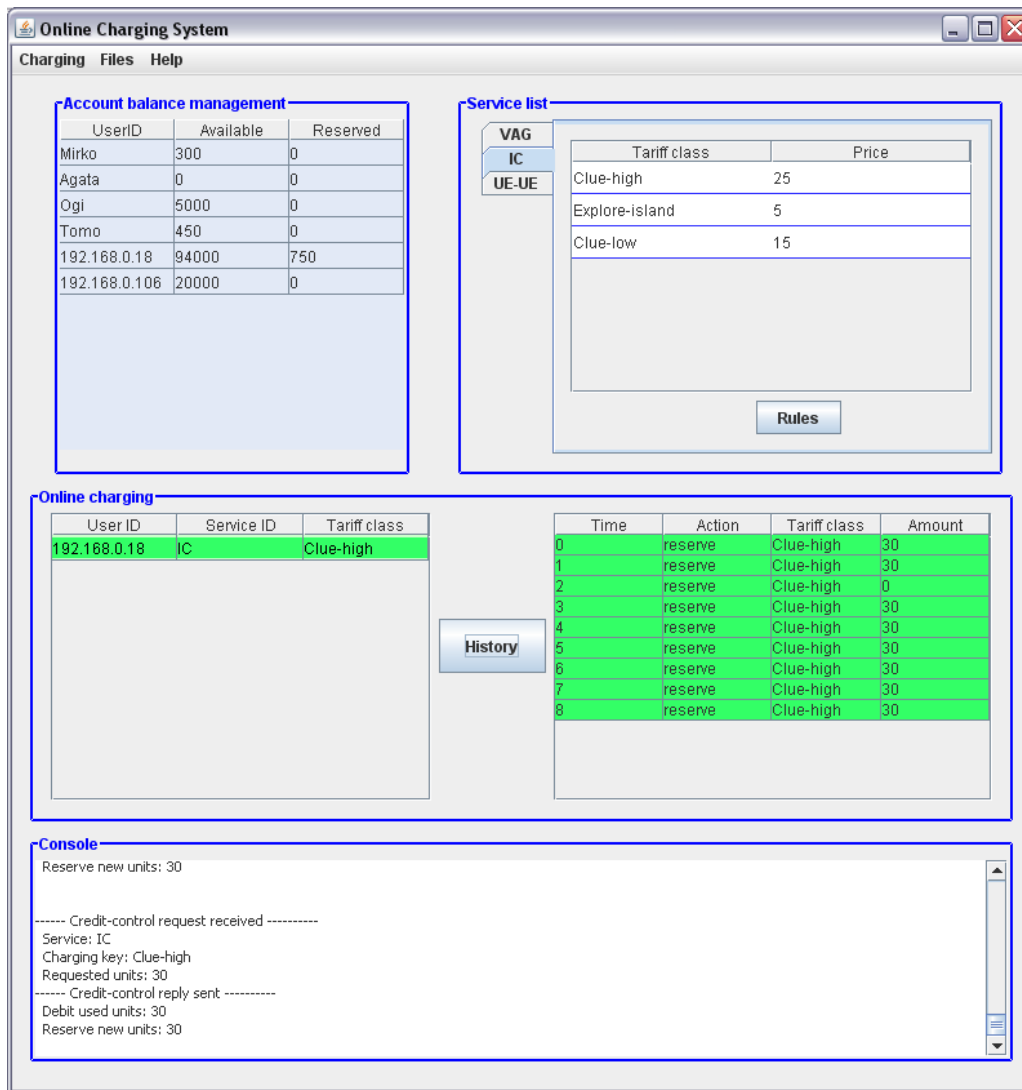 Online Charging System
Charging Files Help
Account balance management
UserID Available Reserved
Mirko 300 0
Agata 0 0
Ogi 5000 0
Tomo 450 0
192.168.0.18 94000 750
192.168.0.106 20000 0
Service list
VAG
IC
UE-UE
Tariff class Price
Clue-high 25
Explore-island 5
Clue-low 15
Rules
Online charging
User ID Service ID Tariff class
192.168.0.18 IC Clue-high
History
Time Action Tariff class Amount
0 reserve Clue-high 30
1 reserve Clue-high 30
2 reserve Clue-high 0
3 reserve Clue-high 30
4 reserve Clue-high 30
5 reserve Clue-high 30
6 reserve Clue-high 30
7 reserve Clue-high 30
8 reserve Clue-high 30
Console
Reserve new units: 30
------ Credit-control request received ----------
Service: IC
Charging key: Clue-high
Requested units: 30
------ Credit-control reply sent ----------
Debit used units: 30
Reserve new units: 30